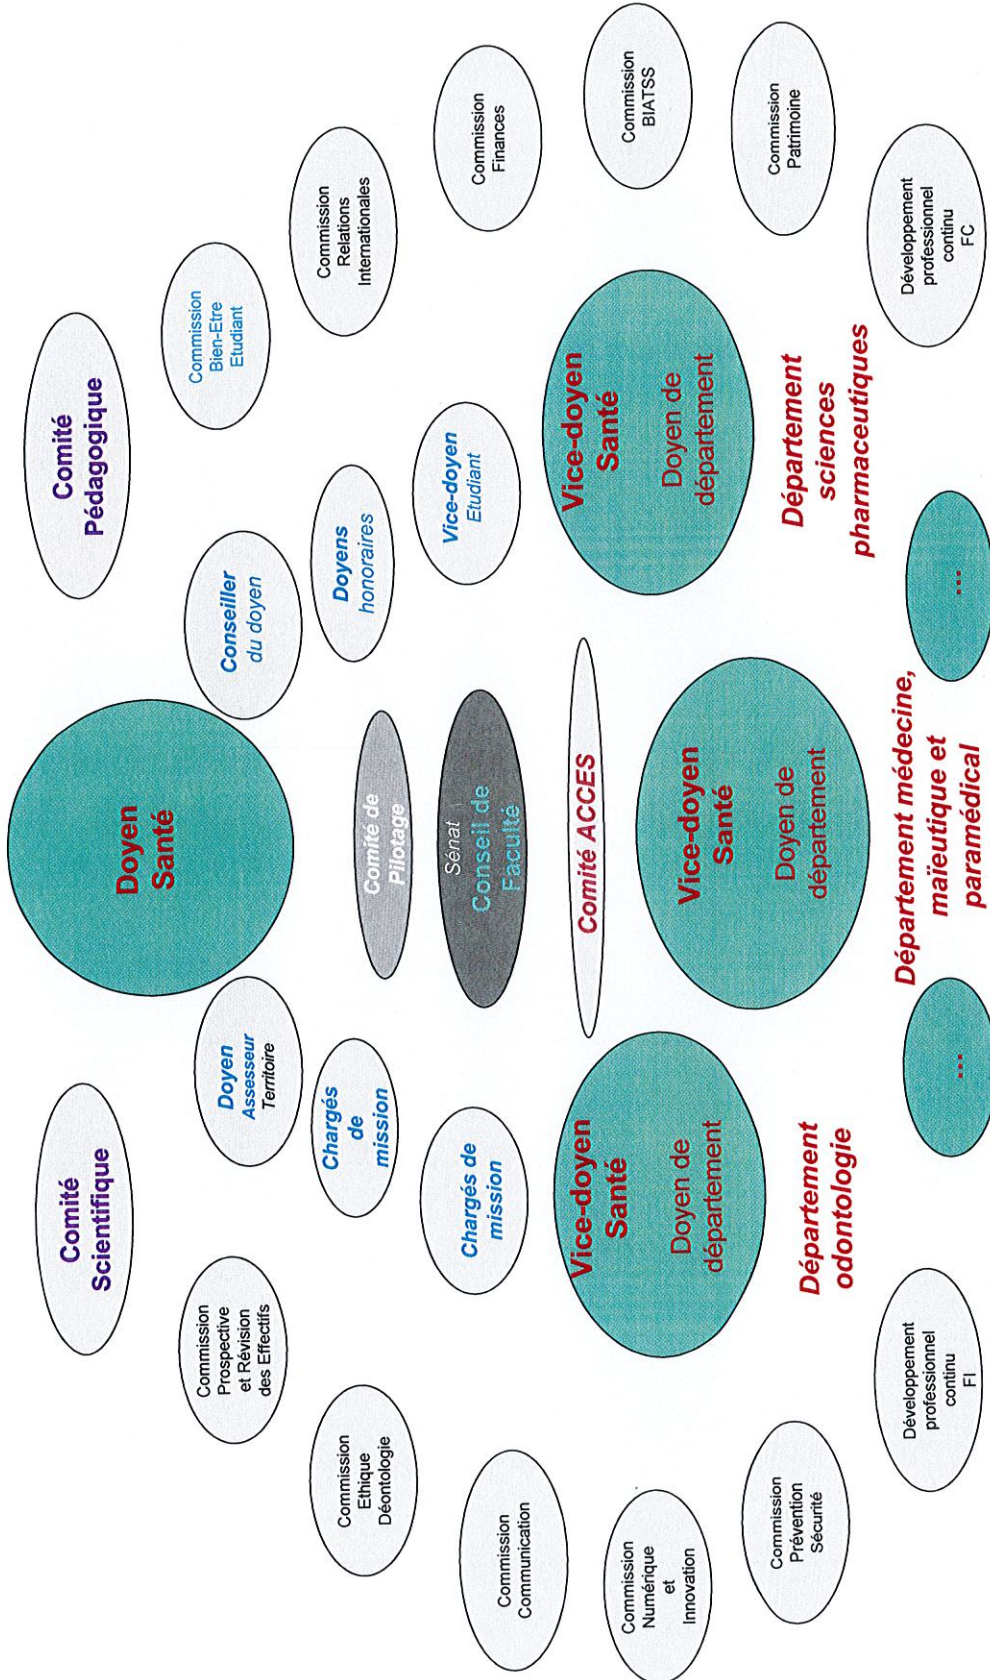 Comité
Scientifique
Doyen
Santé
Comité
Pédagogique
Commission
Prospective
et Révision
des Effectifs
Doyen
Assesseur
Territoire
Conseiller
du doyen
Commission
Bien-Etre
Etudiant
Commission
Ethique
Déontologie
Chargés
de
mission
Comité de
Pilotage
Doyens
honoraires
Commission
Relations
Internationales
Commission
Communication
Chargés de
mission
Sénat
Conseil de
Faculté
Vice-doyen
Etudiant
Commission
Finances
Commission
Numérique
et
Innovation
Vice-doyen
Santé
Doyen de
département
Comité ACCES
Vice-doyen
Santé
Doyen de
département
Vice-doyen
Santé
Doyen de
département
Commission
BIATSS
Commission
Prévention
Sécurité
Département
odontologie
Département
sciences
pharmaceutiques
Commission
Patrimoine
Développement
professionnel
continu
FI
...
Département médecine,
maïeutique et
paramédical
...
Développement
professionnel
continu
FC